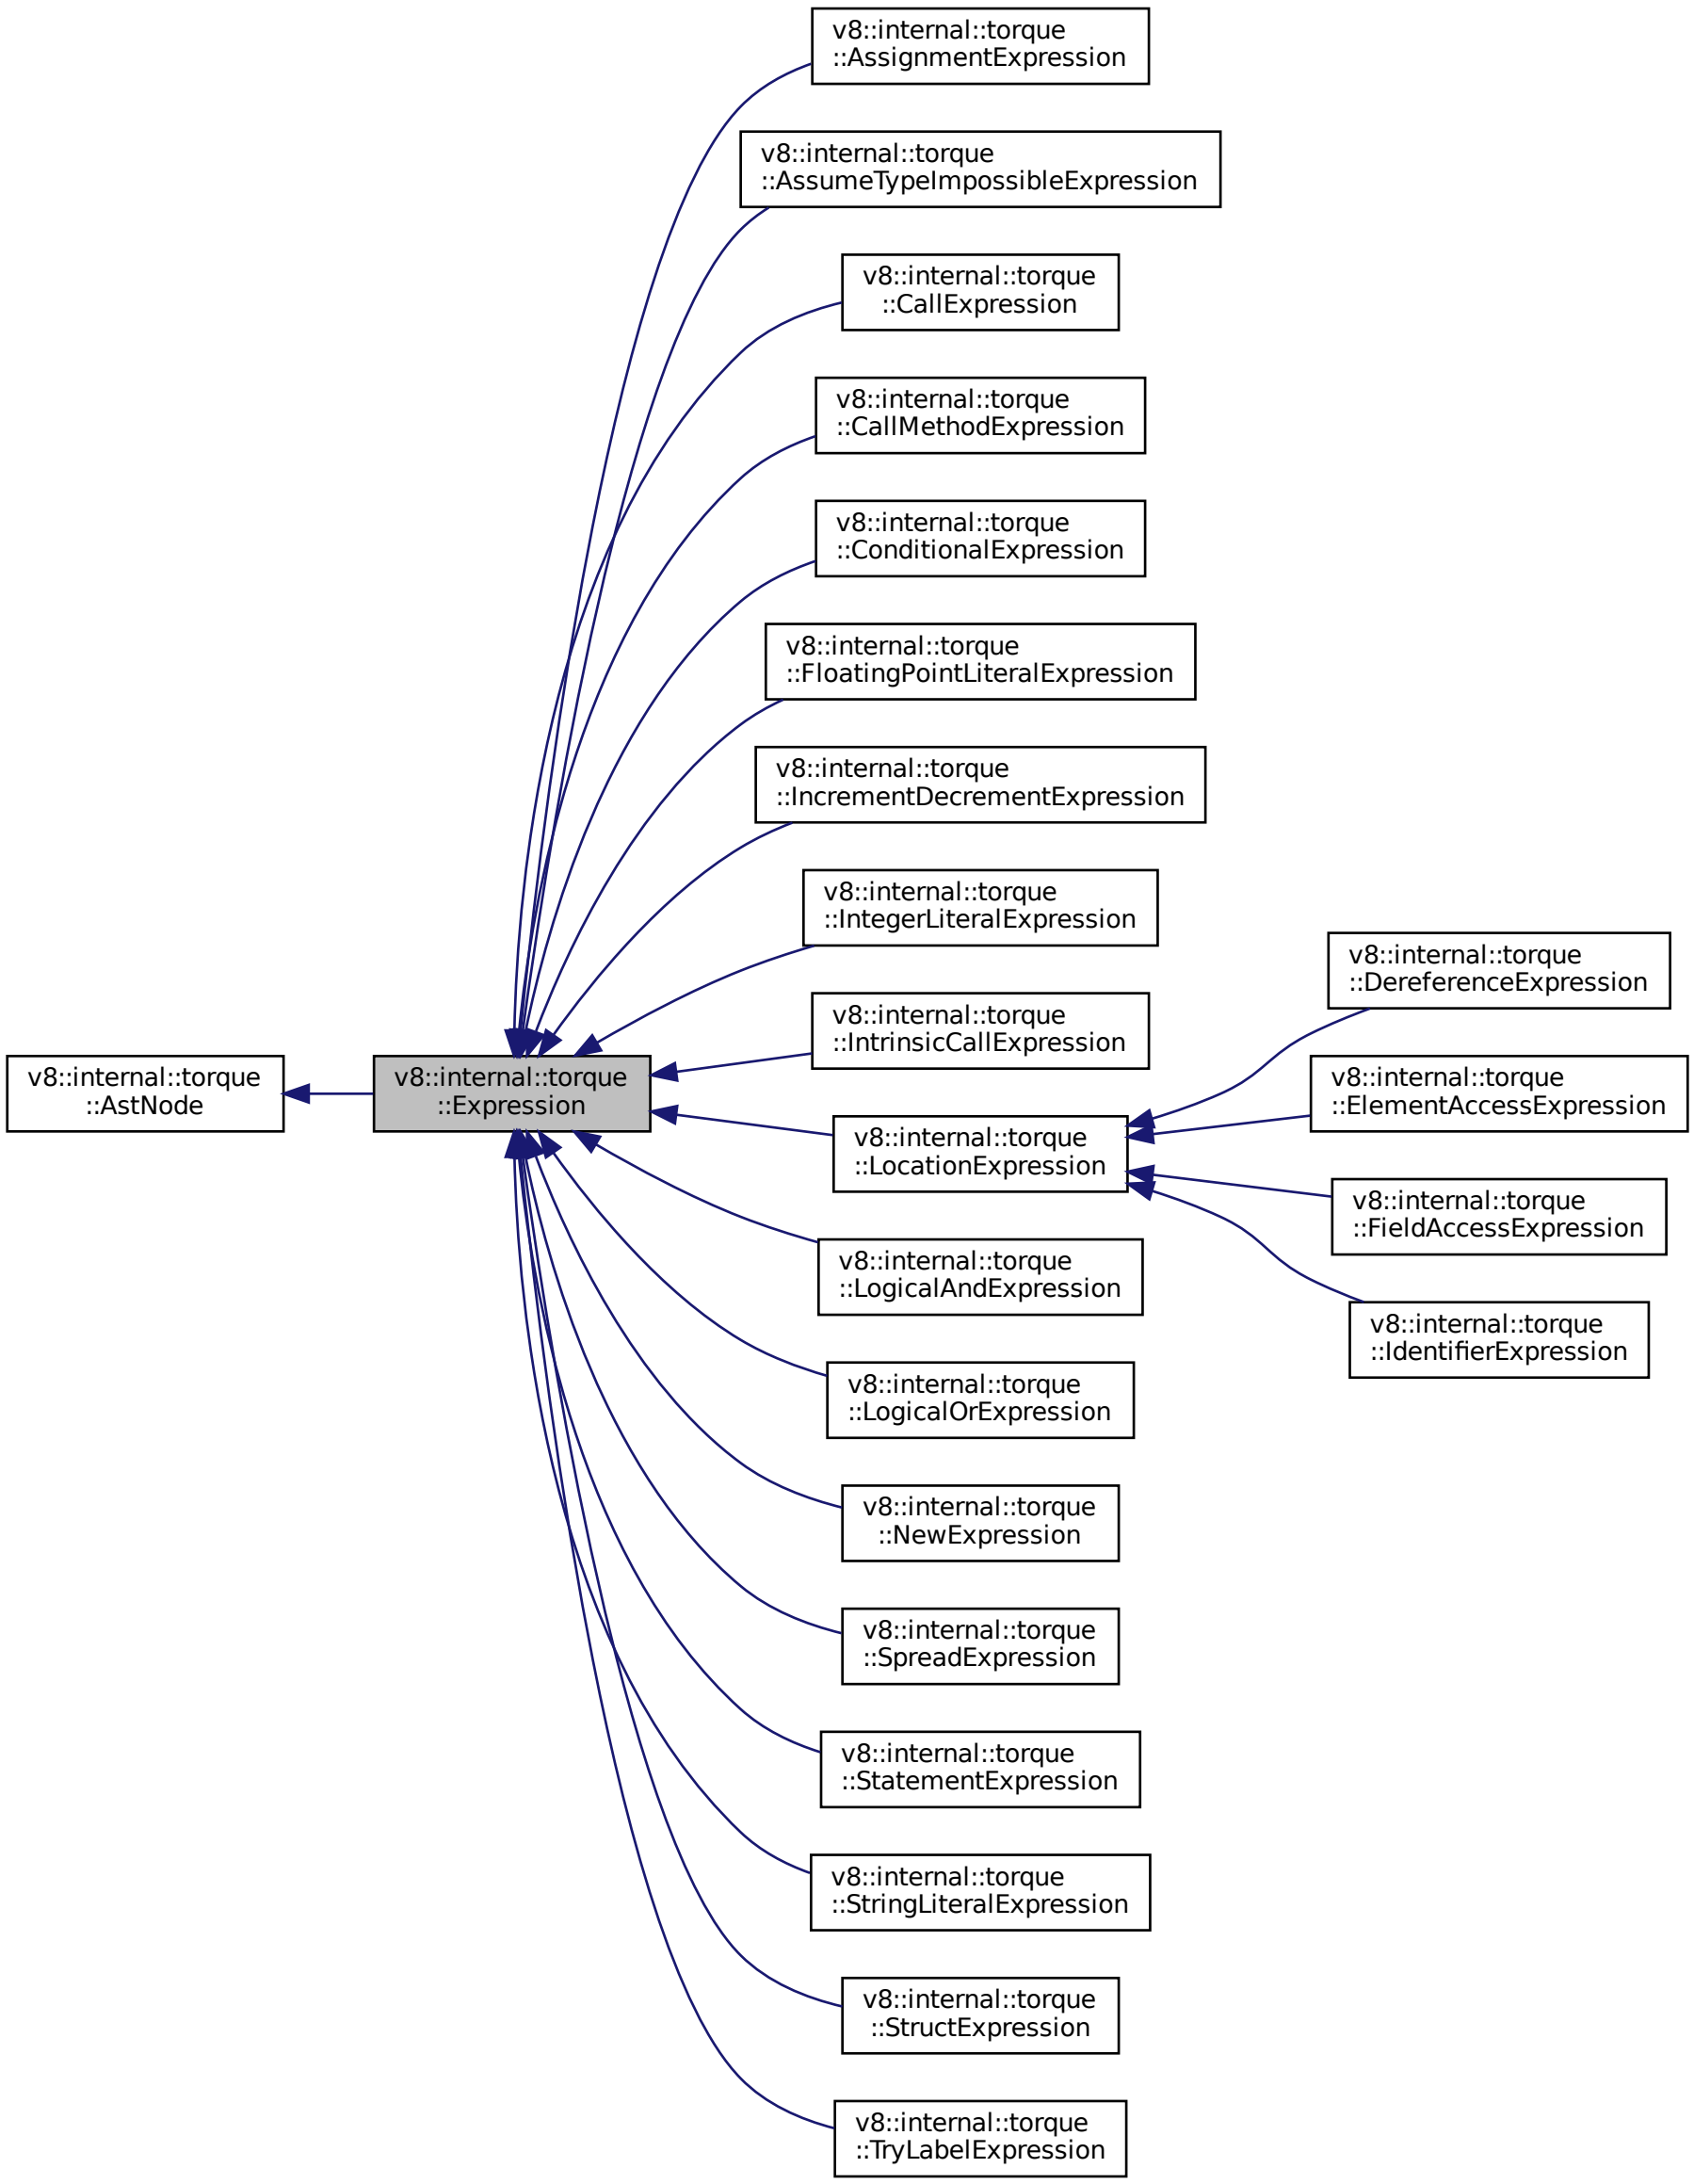 v8::internal::torque
::AssignmentExpression
v8::internal::torque
::AssumeTypeImpossibleExpression
v8::internal::torque
::CallExpression
v8::internal::torque
::CallMethodExpression
v8::internal::torque
::ConditionalExpression
v8::internal::torque
::FloatingPointLiteralExpression
v8::internal::torque
::IncrementDecrementExpression
v8::internal::torque
::IntegerLiteralExpression
v8::internal::torque
::DereferenceExpression
v8::internal::torque
::IntrinsicCallExpression
v8::internal::torque
::AstNode
v8::internal::torque
::Expression
v8::internal::torque
::ElementAccessExpression
v8::internal::torque
::LocationExpression
v8::internal::torque
::FieldAccessExpression
v8::internal::torque
::LogicalAndExpression
v8::internal::torque
::IdentifierExpression
v8::internal::torque
::LogicalOrExpression
v8::internal::torque
::NewExpression
v8::internal::torque
::SpreadExpression
v8::internal::torque
::StatementExpression
v8::internal::torque
::StringLiteralExpression
v8::internal::torque
::StructExpression
v8::internal::torque
::TryLabelExpression